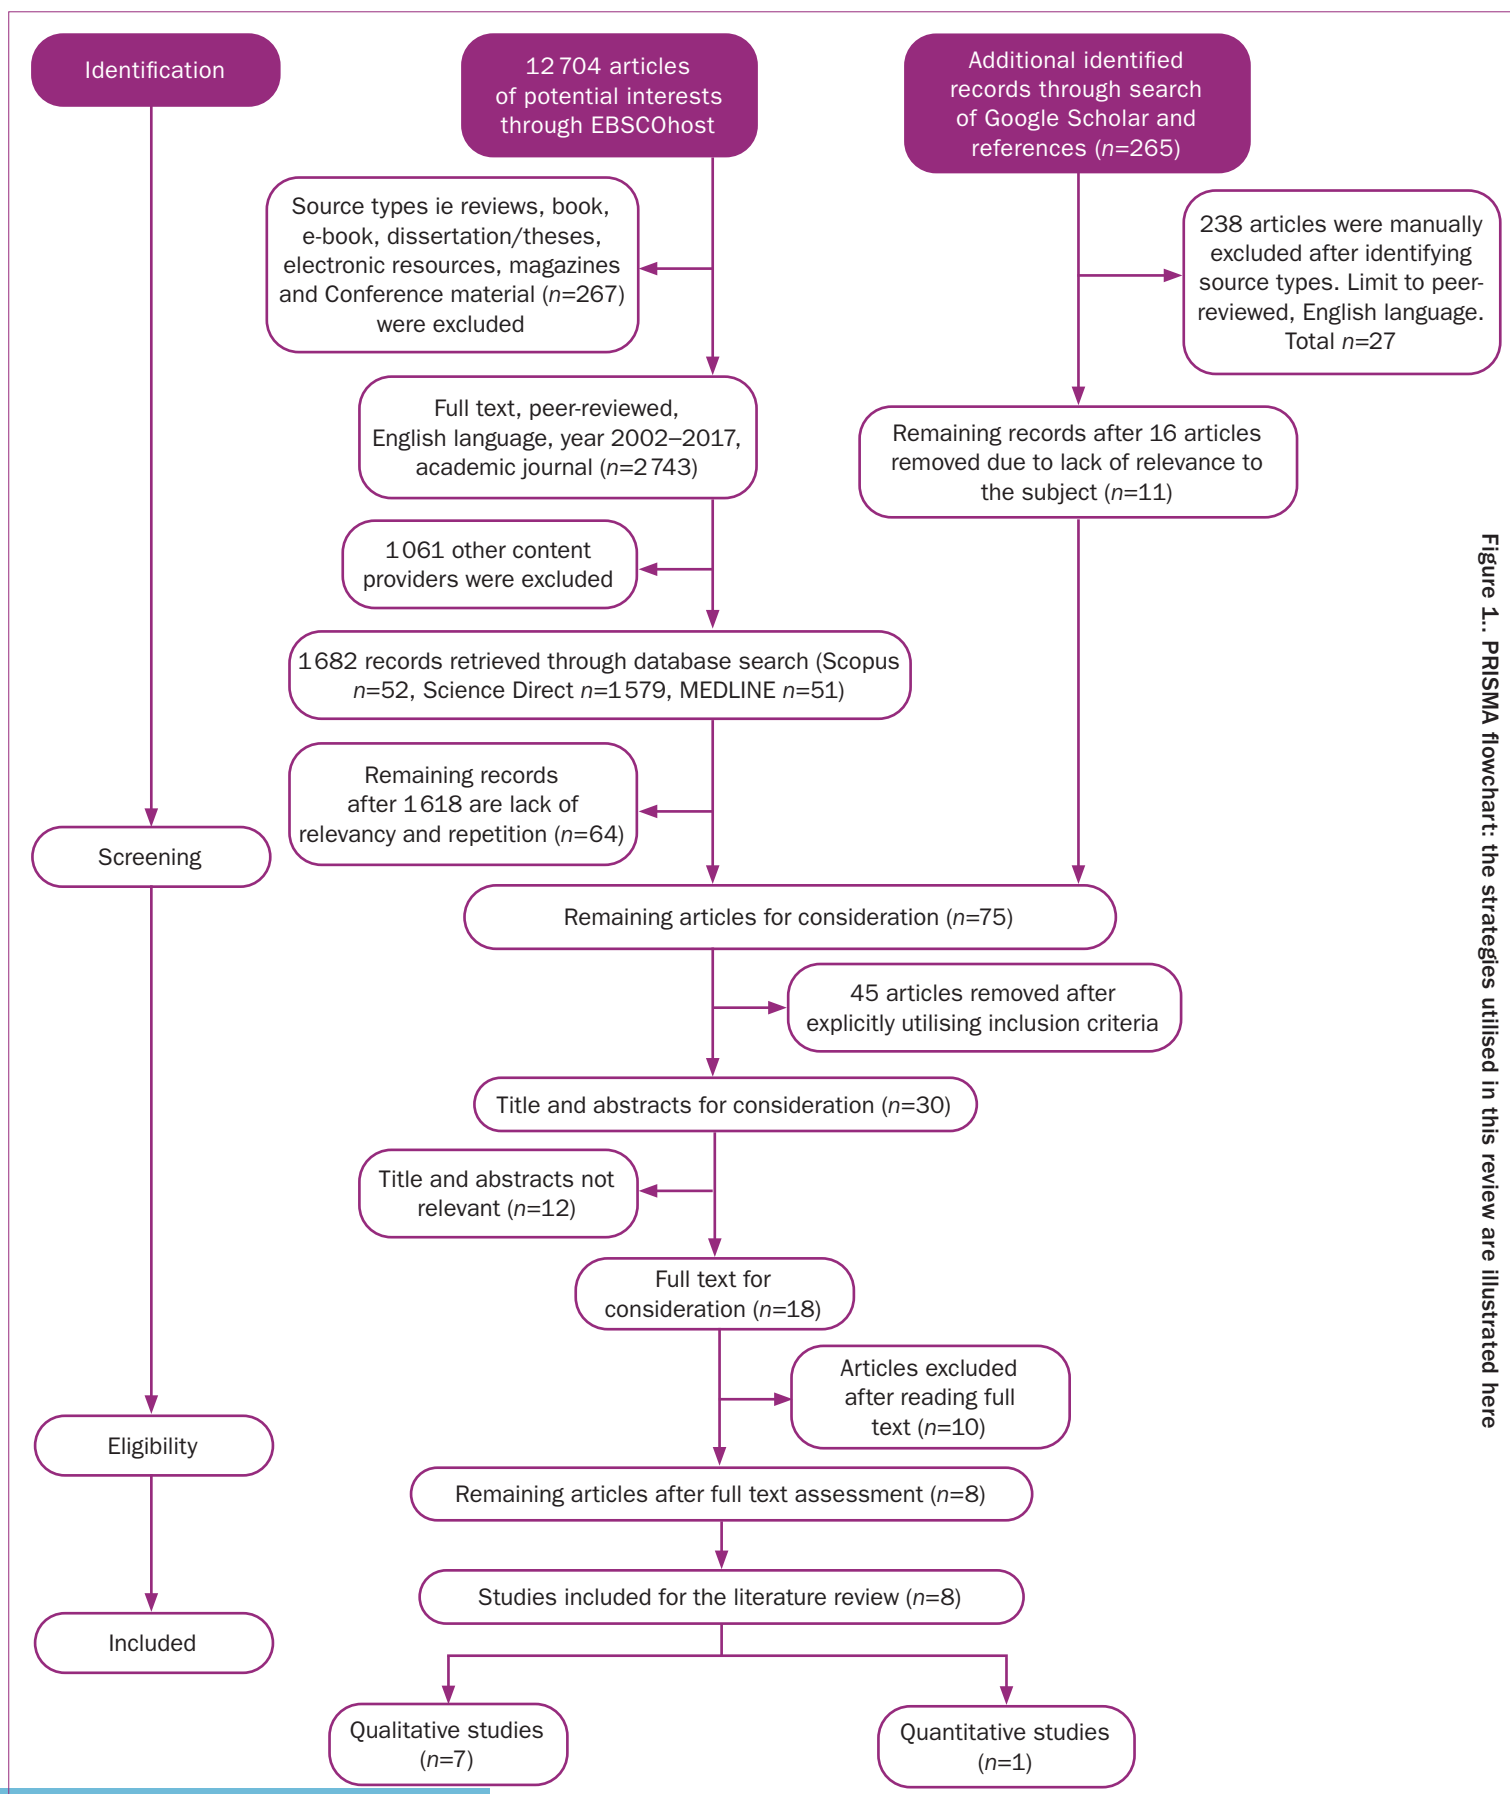 Identification
12 704 articles
of potential interests
through EBSCOhost
Additional identified
records through search
of Google Scholar and
references (n=265)
Source types ie reviews, book,
e-book, dissertation/theses,
electronic resources, magazines
and Conference material (n=267)
were excluded
238 articles were manually
excluded after identifying
source types. Limit to peer-
reviewed, English language.
Total n=27
Full text, peer-reviewed,
English language, year 2002–2017,
academic journal (n=2 743)
Remaining records after 16 articles
removed due to lack of relevance to
the subject (n=11)
1 061 other content
providers were excluded
1 682 records retrieved through database search (Scopus
n=52, Science Direct n=1 579, MEDLINE n=51)
Remaining records
after 1 618 are lack of
relevancy and repetition (n=64)
Screening
Remaining articles for consideration (n=75)
45 articles removed after
explicitly utilising inclusion criteria
Title and abstracts for consideration (n=30)
Title and abstracts not
relevant (n=12)
Full text for
consideration (n=18)
Articles excluded
after reading full
text (n=10)
Eligibility
Remaining articles after full text assessment (n=8)
Studies included for the literature review (n=8)
Included
Qualitative studies
(n=7)
Quantitative studies
(n=1)
Figure 1.. PRISMA flowchart: the strategies utilised in this review are illustrated here